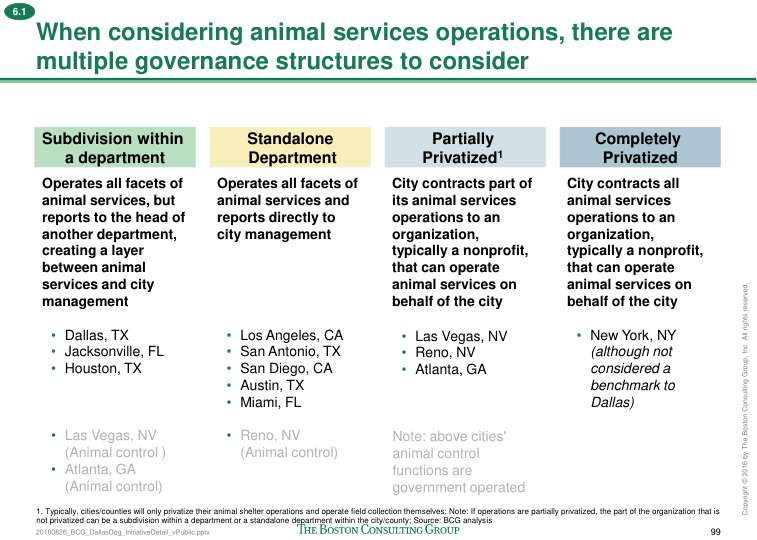 6.1
When considering animal services operations, there are
multiple governance structures to consider
Subdivision within
a department
Operates all facets of
animal services, but
reports to the head of
another department,
creating a layer
between animal
services and city
management
• Dallas, TX
• Jacksonville, FL
• Houston, TX
• Las Vegas, NV
(Animal control )
• Atlanta, GA
(Animal control)
Standalone
Department
Operates all facets of
animal services and
reports directly to
city management
• Los Angeles, CA
• San Antonio, TX
• San Diego, CA
• Austin, TX
• Miami, FL
• Reno, NV
(Animal control)
Partially
Privatized¹
City contracts part of
its animal services
operations to an
organization,
typically a nonprofit,
that can operate
animal services on
behalf of the city
• Las Vegas, NV
• Reno, NV
• Atlanta, GA
Note: above cities'
animal control
functions are
government operated
Completely
Privatized
City contracts all
animal services
operations to an
organization,
typically a nonprofit,
that can operate
animal services on
behalf of the city
• New York, NY
(although not
considered a
benchmark to
Dallas)
1. Typically, cities/counties will only privatize their animal shelter operations and operate field collection themselves; Note: If operations are partially privatized, the part of the organization that is
not privatized can be a subdivision within a department or a standalone department within the city/county; Source: BCG analysis
20160826_BCG_DallasDog_InitiativeDetail_vPublic.pptx
THE BOSTON CONSULTING GROUP
99
Copyright © 2016 by The Boston Consulting Group, Inc. All rights reserved.